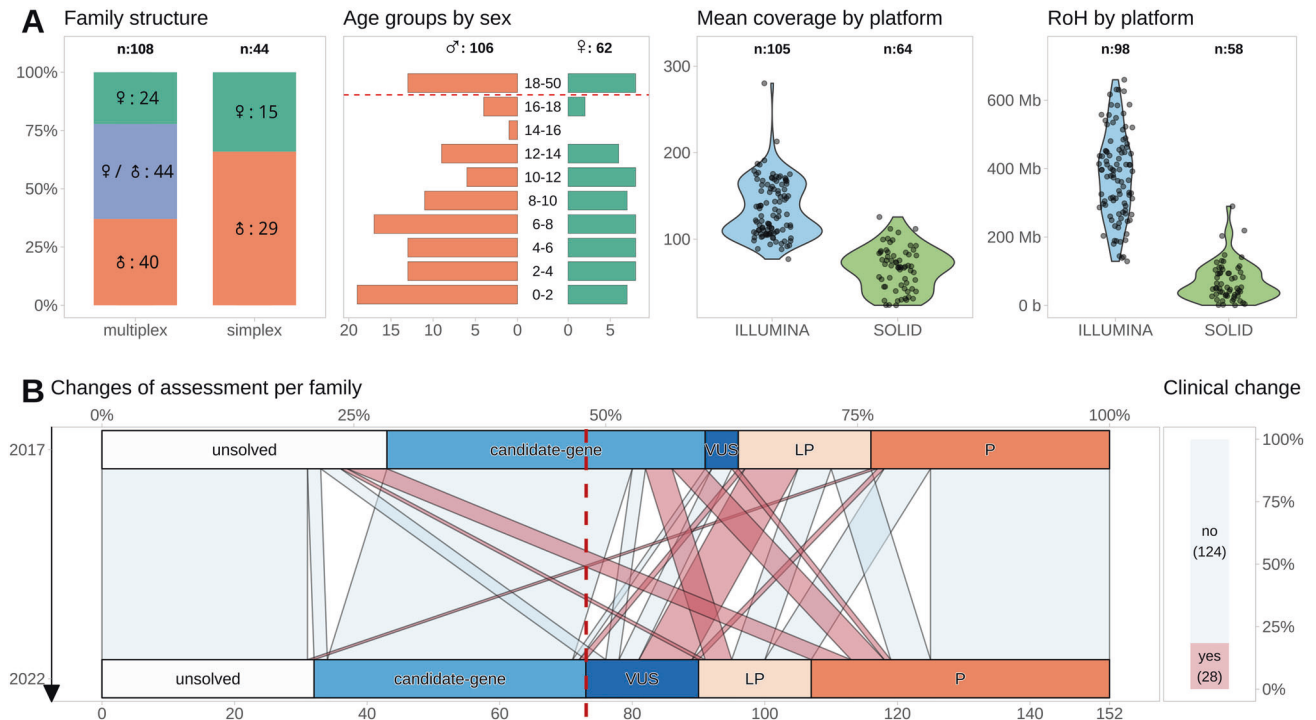 A
Family structure
n:108
n:44
100%
75%
50%
25%
0%
♀: 24
♀/ ♂: 44
♂: 40
♀: 15
♂: 29
multiplex
simplex
Age groups by sex
♂: 106
♀: 62
18-50
16-18
14-16
12-14
10-12
8-10
6-8
4-6
2-4
0-2
20 15 10 5 0 0 5
Mean coverage by platform
n:105
n:64
300
200
100
ILLUMINA
SOLID
RoH by platform
n:98
n:58
600 Mb
400 Mb
200 Mb
0 b
ILLUMINA
SOLID
B
Changes of assessment per family
0% 25% 50% 75% 100%
2017
unsolved candidate-gene VUS LP P
2022
unsolved candidate-gene VUS LP P
0 20 40 60 80 100 120 140 152
Clinical change
no
(124)
yes
(28)
100%
75%
50%
25%
0%